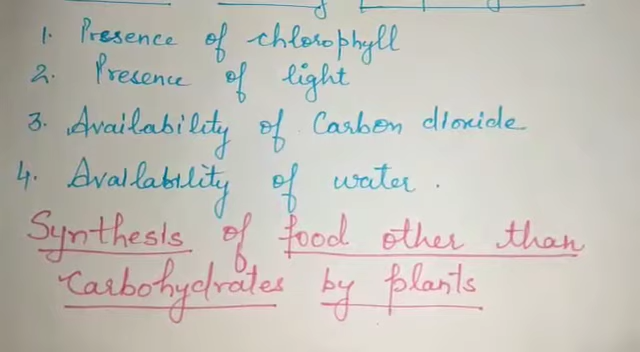 1. Presence of chlorophyll
2. Presence of light
3. Availability of Carbon dioxide
4. Availability of water.
Synthesis of food other than
carbohydrates by plants